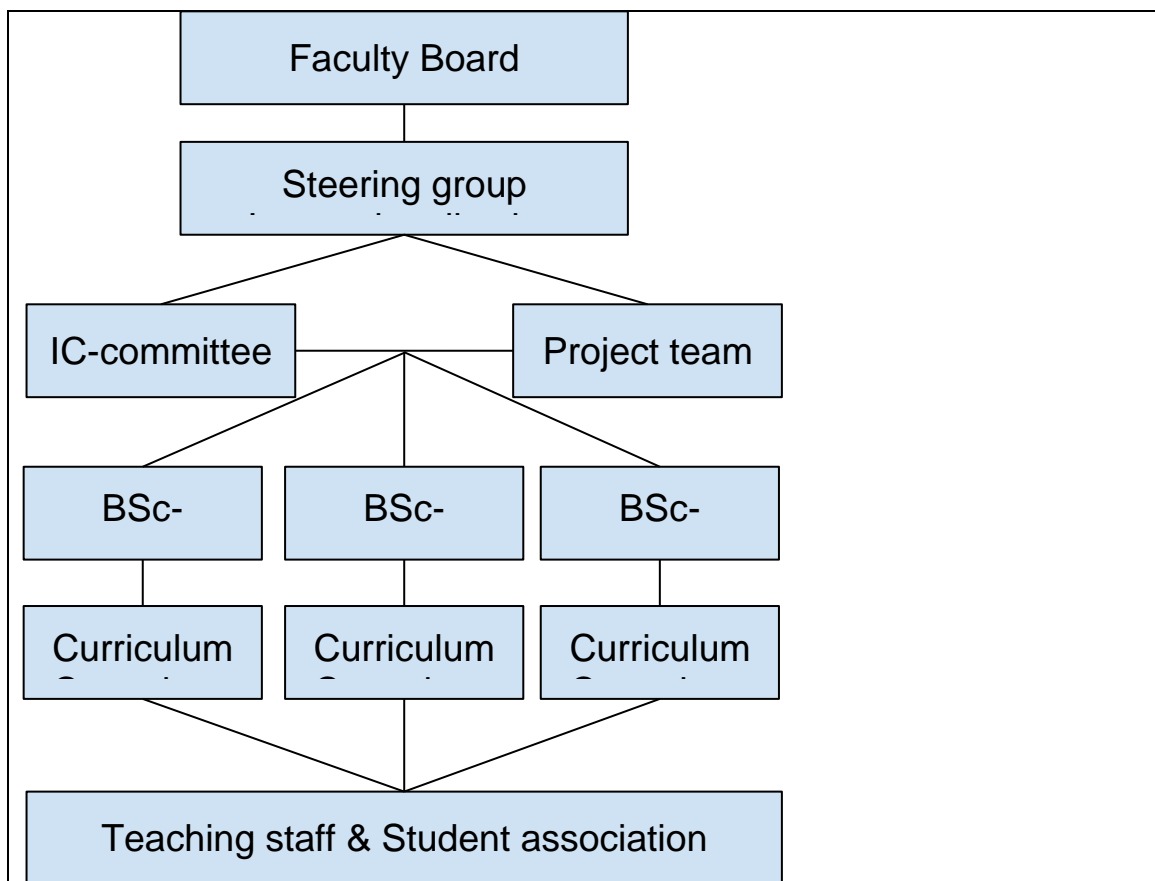 Faculty Board
Steering group
IC-committee
Project team
BSc-
BSc-
BSc-
Curriculum
Curriculum
Curriculum
Teaching staff & Student association